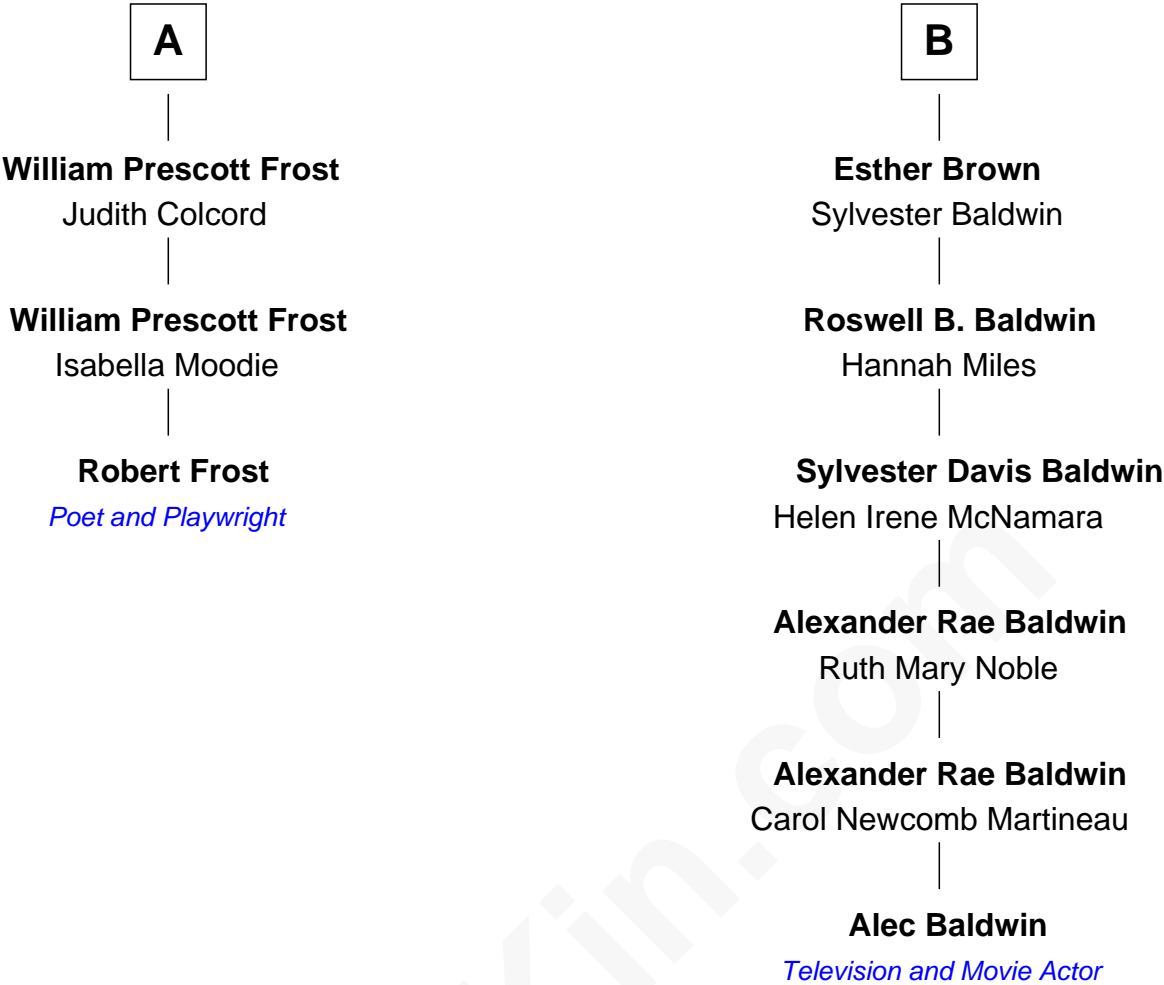 A
William Prescott Frost
Judith Colcord
William Prescott Frost
Isabella Moodie
Robert Frost
Poet and Playwright
B
Esther Brown
Sylvester Baldwin
Roswell B. Baldwin
Hannah Miles
Sylvester Davis Baldwin
Helen Irene McNamara
Alexander Rae Baldwin
Ruth Mary Noble
Alexander Rae Baldwin
Carol Newcomb Martineau
Alec Baldwin
Television and Movie Actor
Kin.com